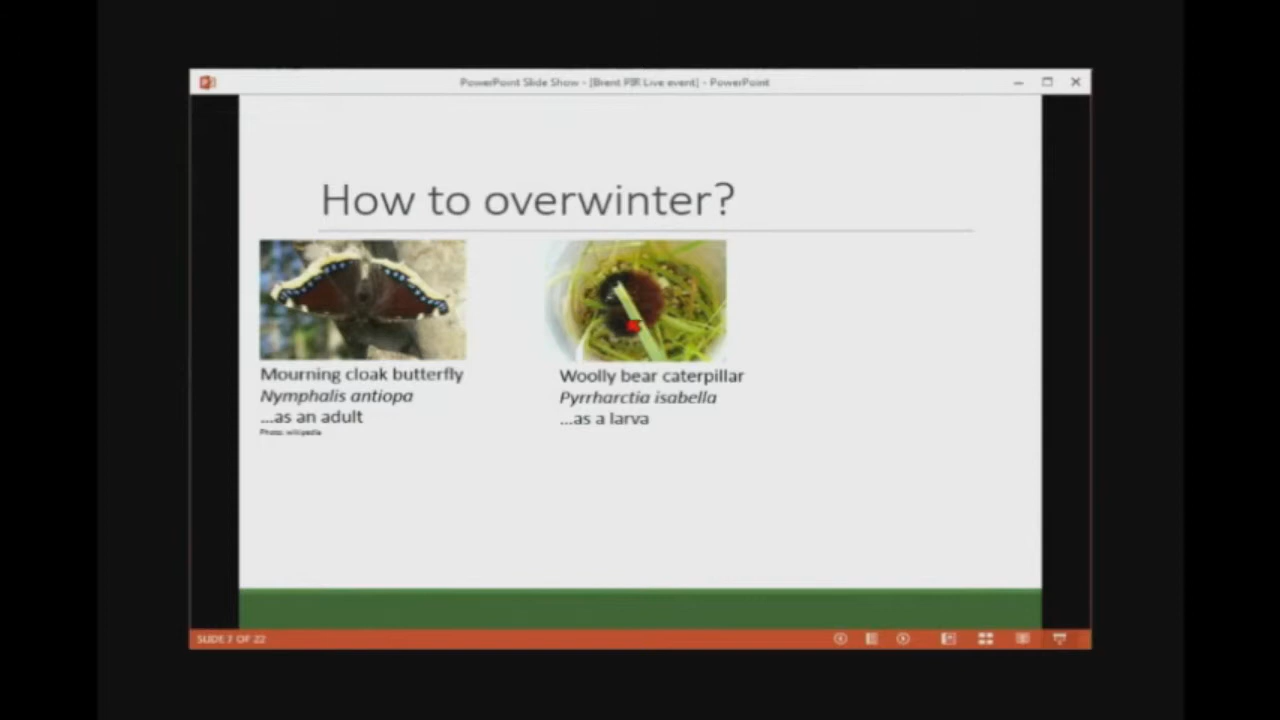 PowerPoint Slide Show - [Brent PIR Live event] - PowerPoint
How to overwinter?
Mourning cloak butterfly
Nymphalis antiopa
...as an adult
Photo: wikipedia
Woolly bear caterpillar
Pyrrharctia isabella
...as a larva
SLIDE 7 OF 22